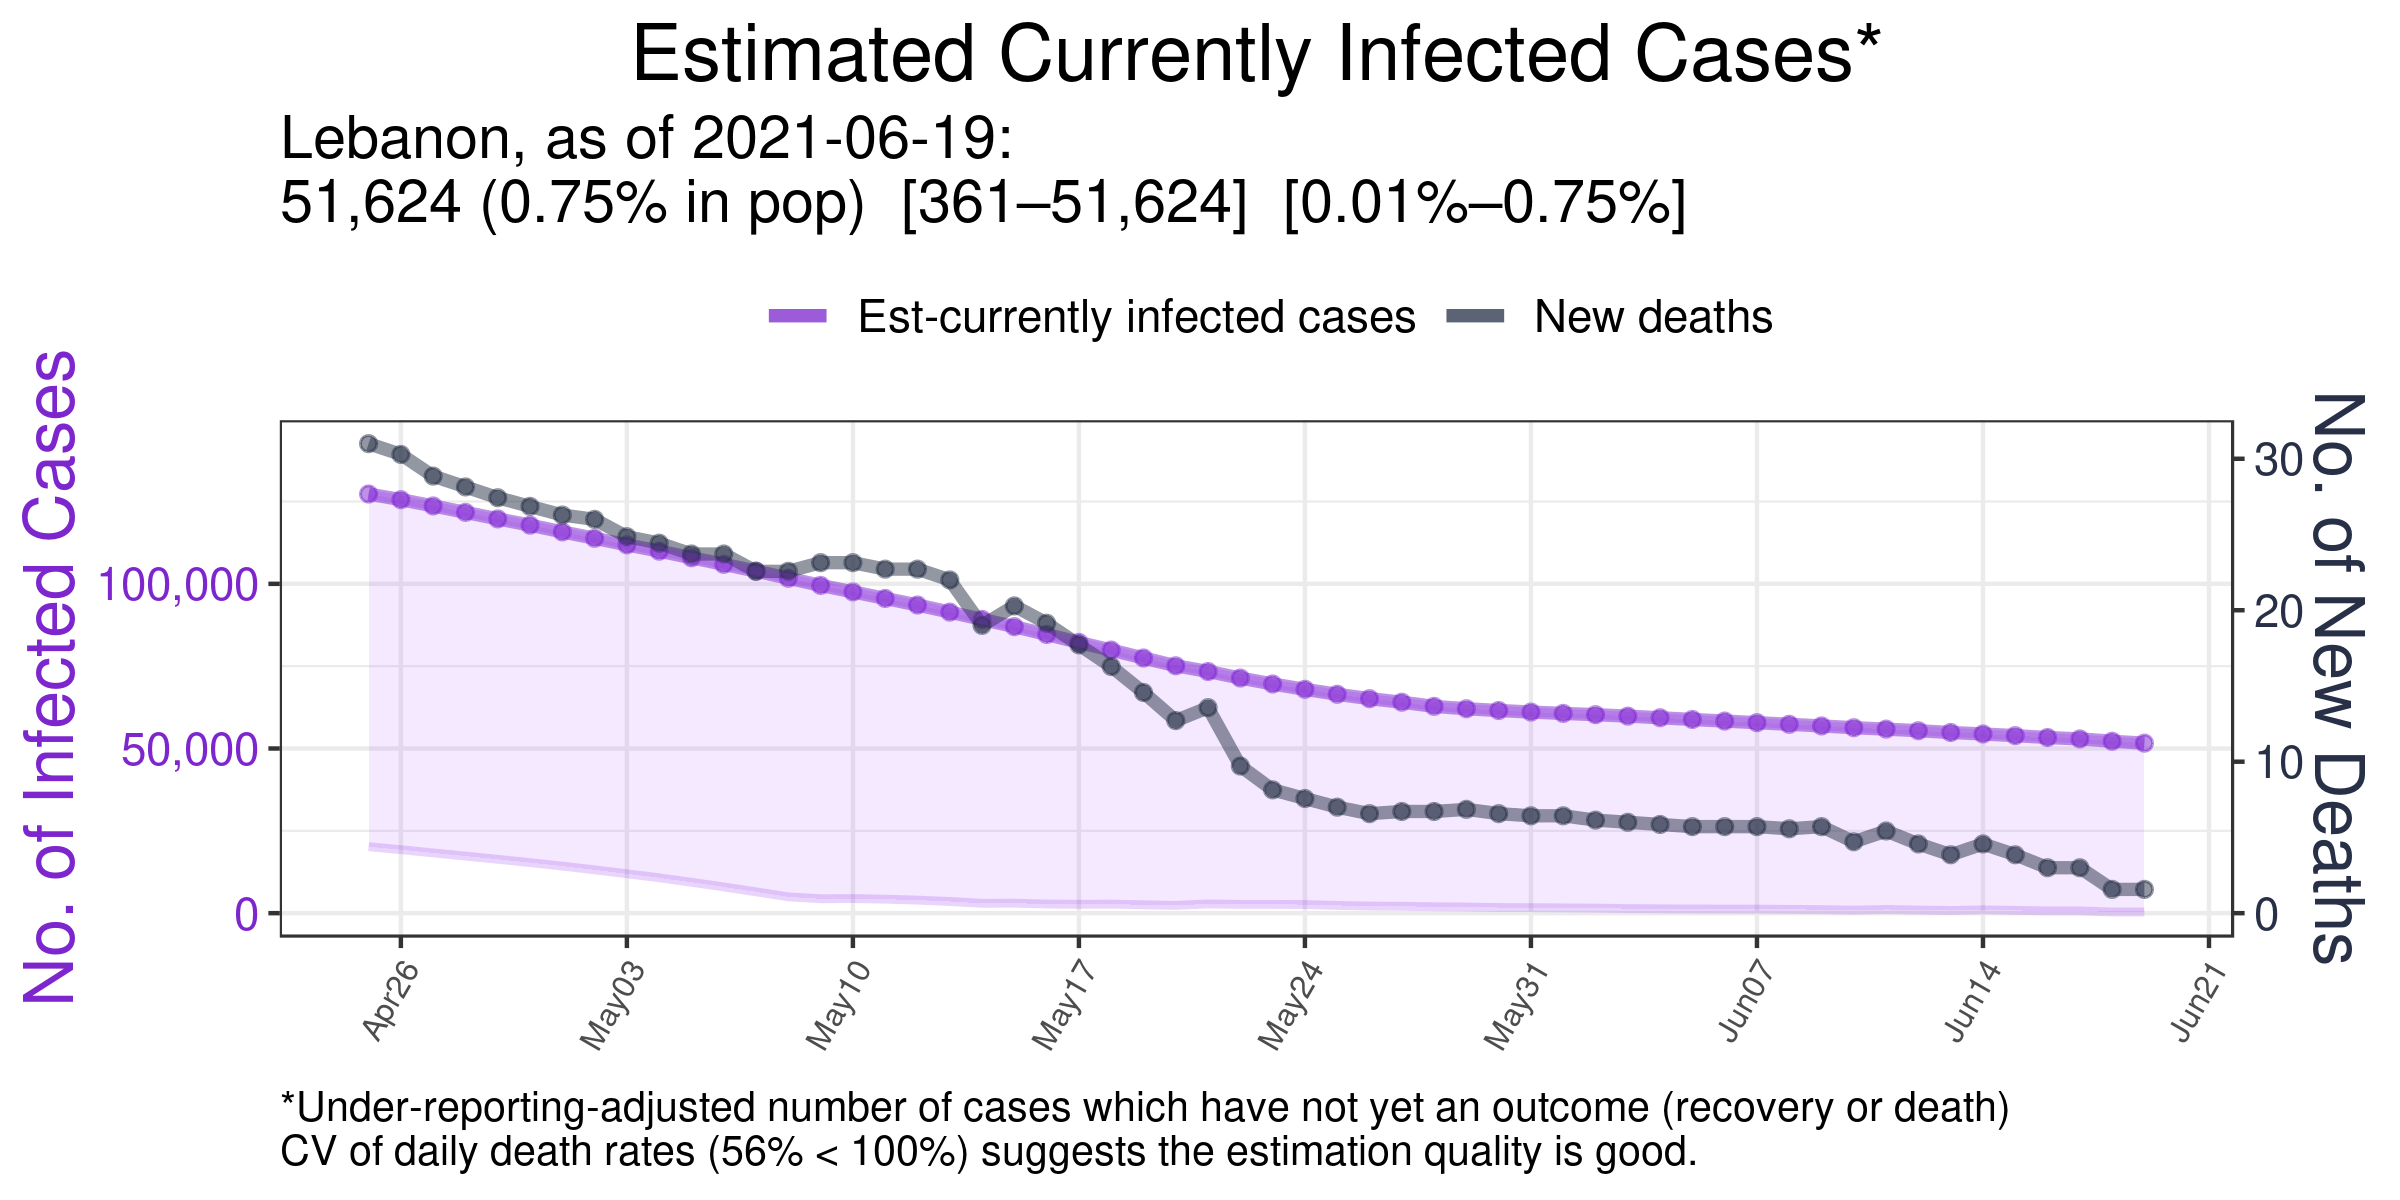 Estimated Currently Infected Cases*
Lebanon, as of 2021-06-19:
51,624 (0.75% in pop)  [361–51,624]  [0.01%–0.75%]
Est-currently infected cases
New deaths
No. of Infected Cases
100,000
50,000
0
30
20
10
0
No. of New Deaths
Apr26
May03
May10
May17
May24
May31
Jun07
Jun14
Jun21
*Under-reporting-adjusted number of cases which have not yet an outcome (recovery or death)
CV of daily death rates (56% < 100%) suggests the estimation quality is good.